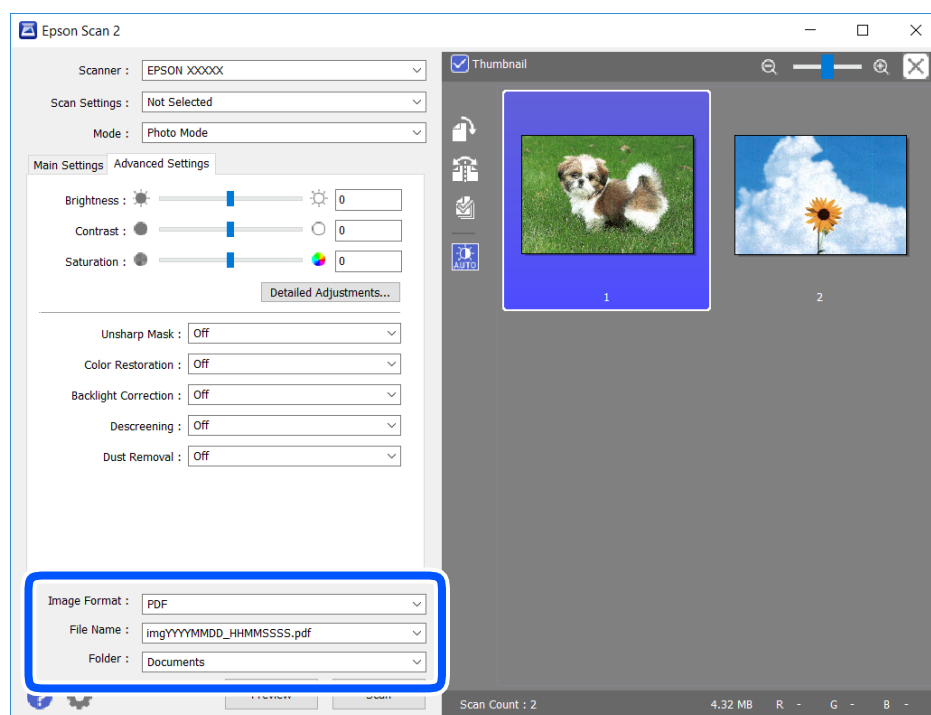 Epson Scan 2
Scanner : EPSON XXXXX
Scan Settings : Not Selected
Mode : Photo Mode
Main Settings Advanced Settings
Brightness : 0
Contrast : 0
Saturation : 0
Detailed Adjustments...
Unsharp Mask : Off
Color Restoration : Off
Backlight Correction : Off
Descreening : Off
Dust Removal : Off
Image Format : PDF
File Name : imgYYYYMMDD_HHMMSSSS.pdf
Folder : Documents
Preview Scan
Thumbnail
AUTO
1 2
Scan Count : 2 4.32 MB R - G - B -